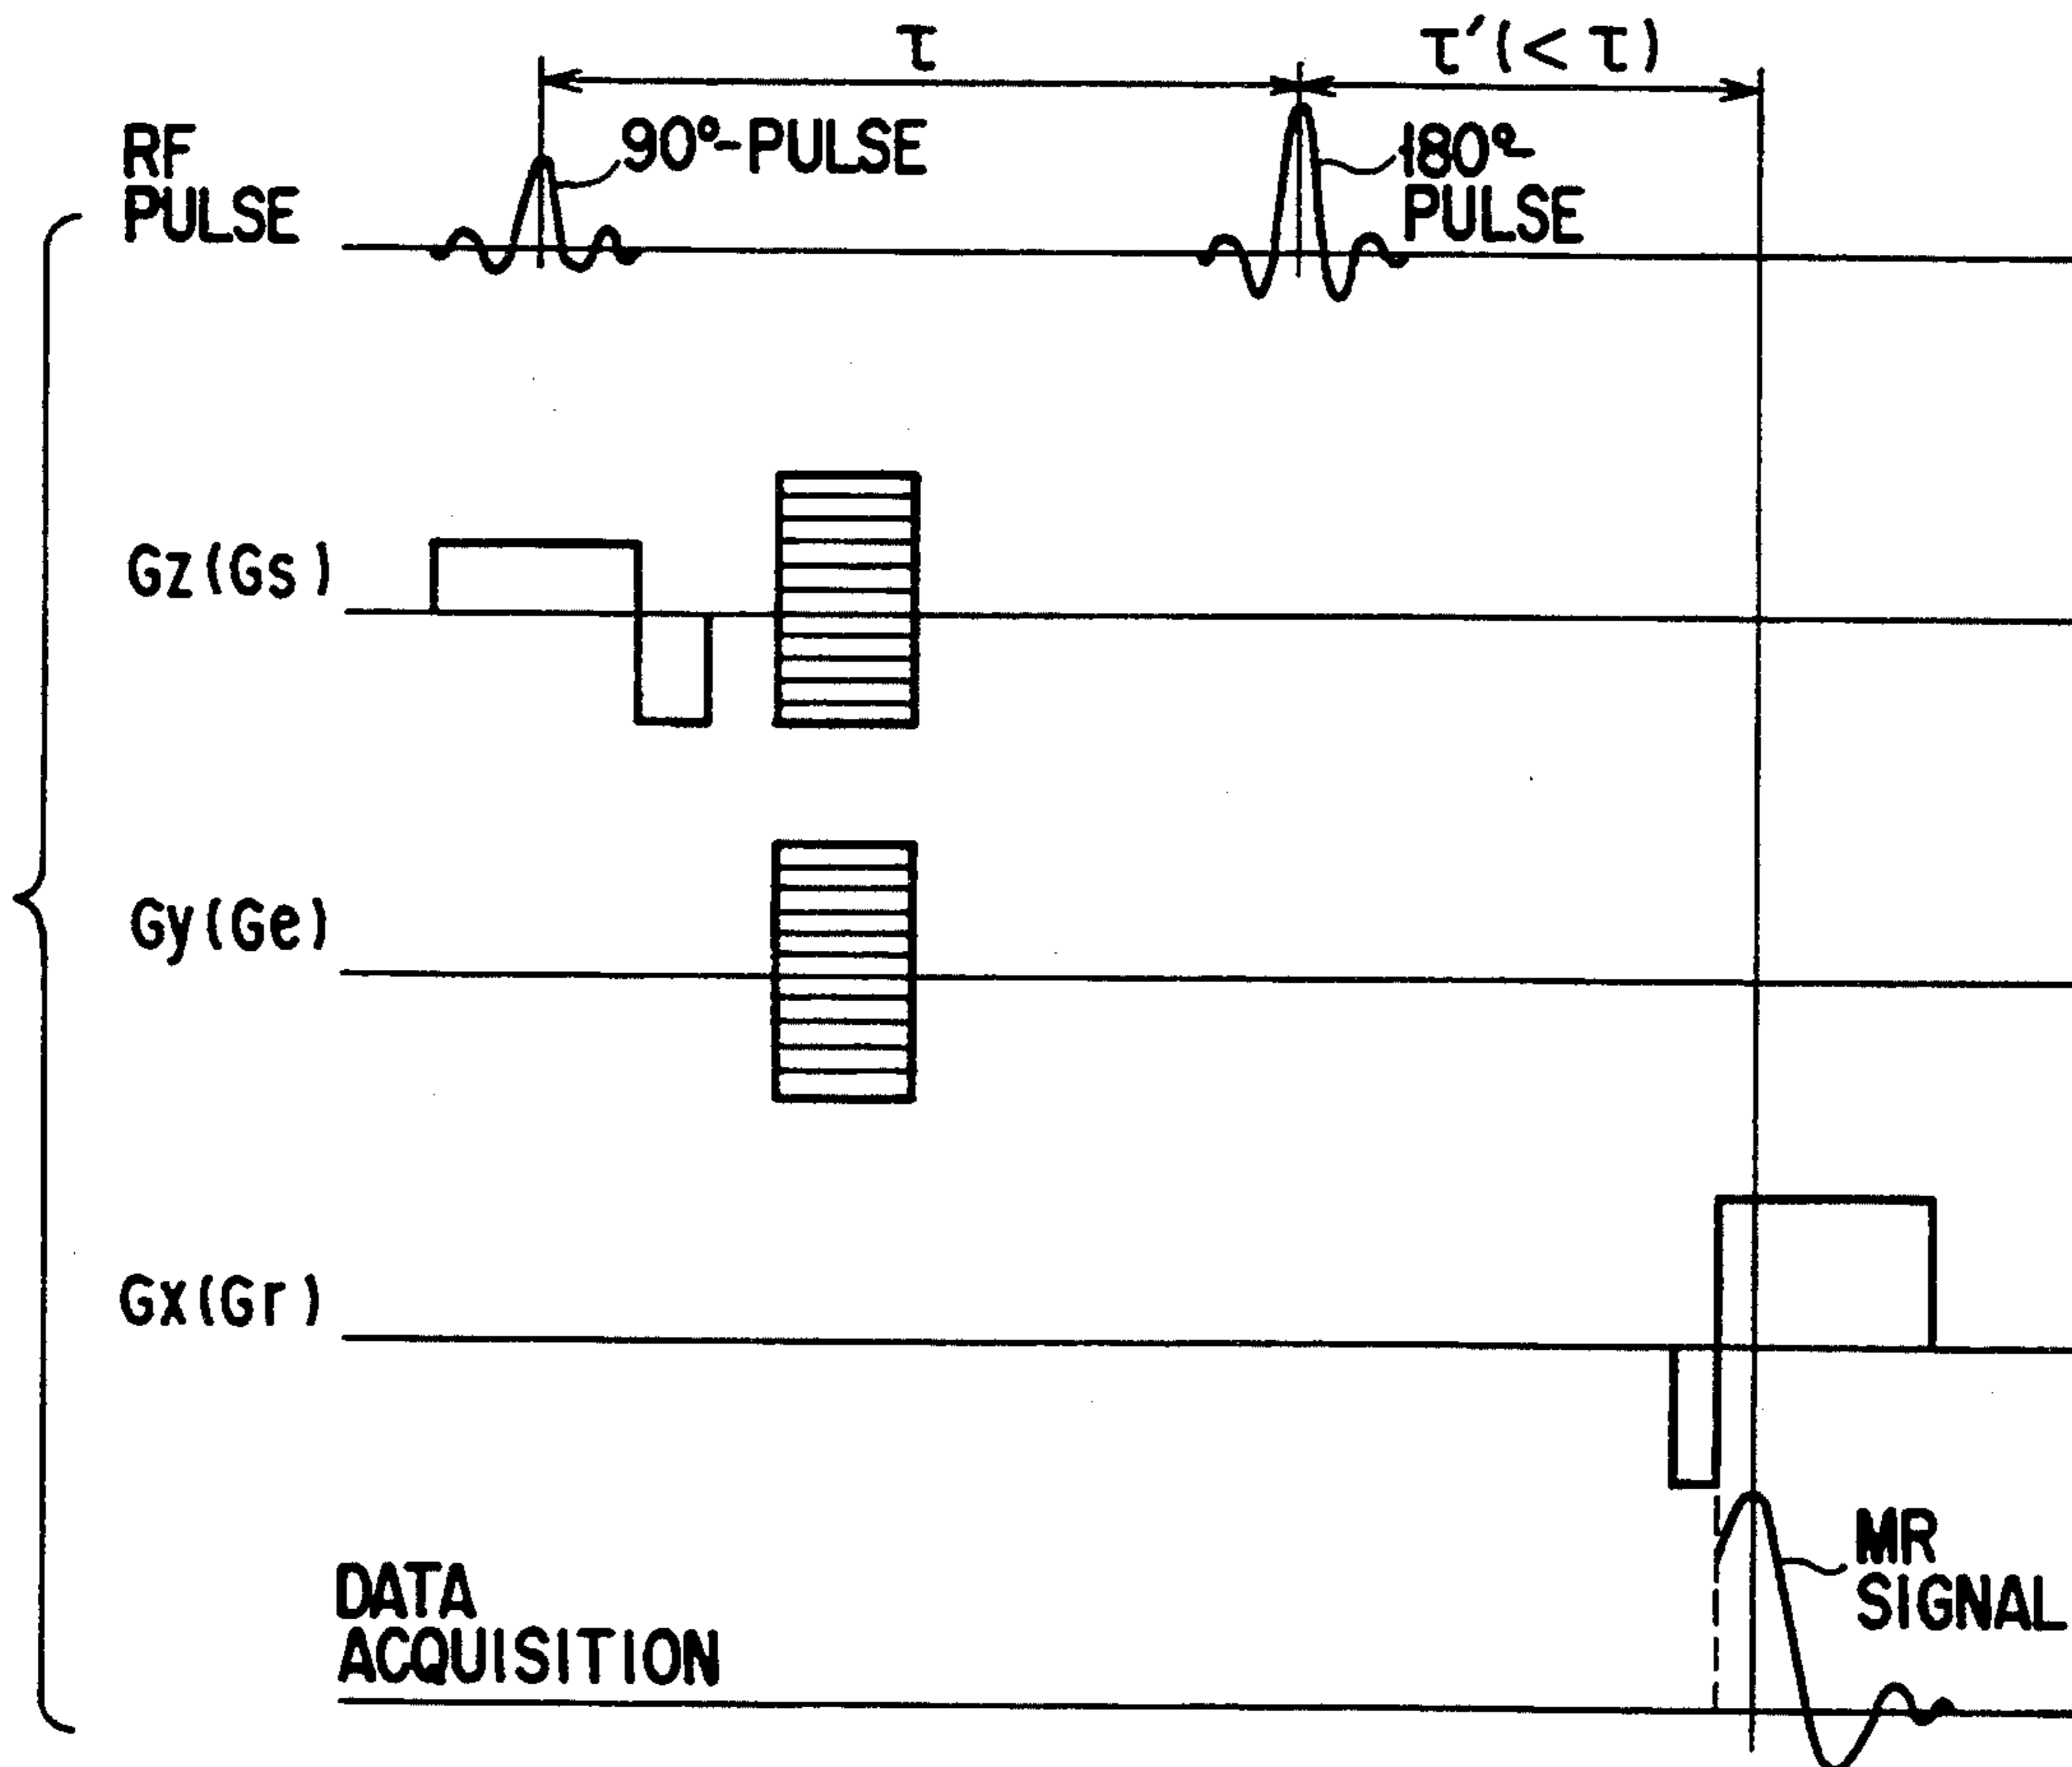 τ
τ′(< τ)
RF
PULSE
90°-PULSE
180°-
PULSE
Gz(Gs)
Gy(Ge)
Gx(Gr)
MR
SIGNAL
DATA
ACQUISITION